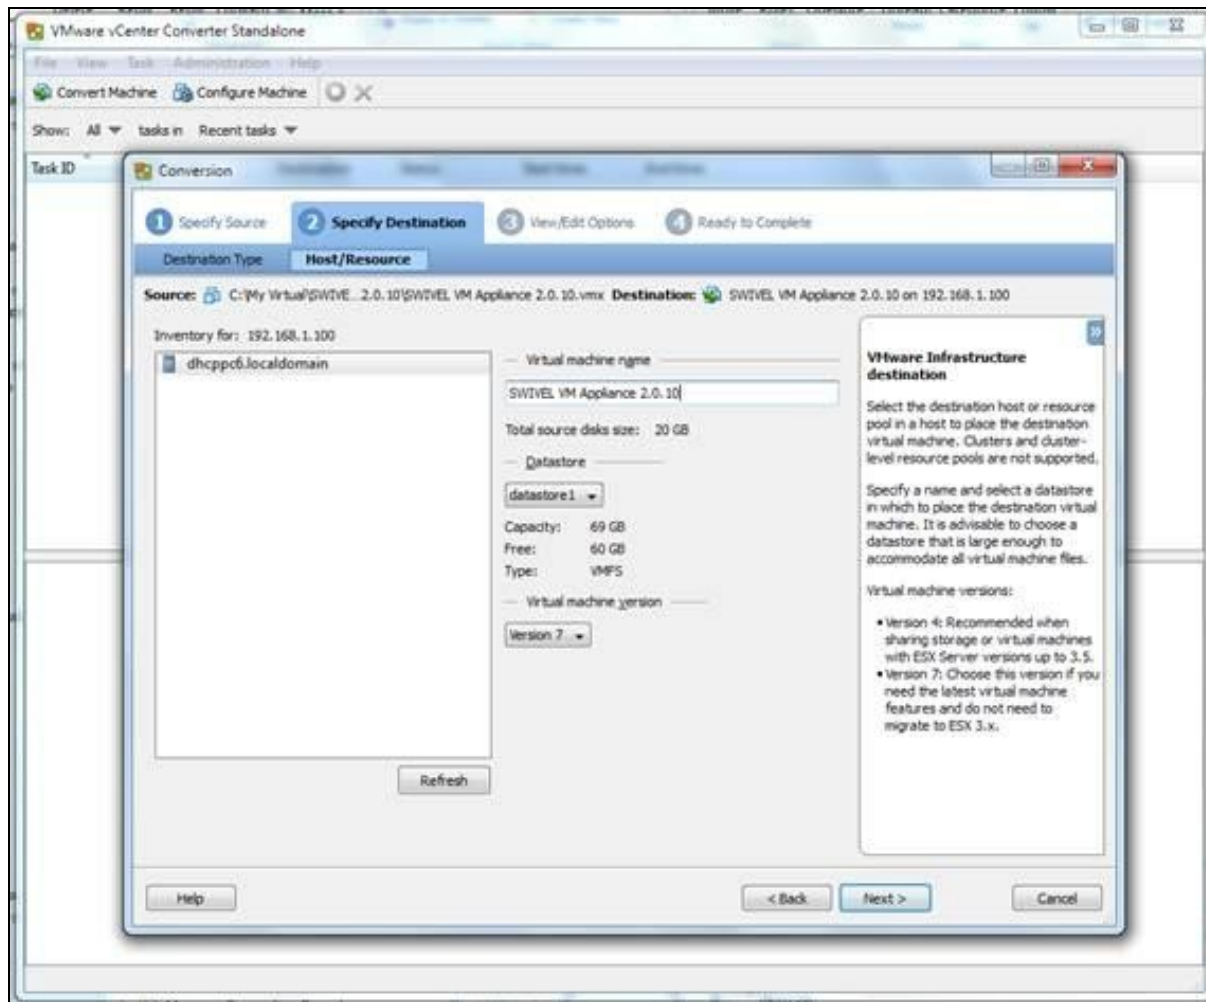 VMware vCenter Converter Standalone
File View Task Administration Help
Convert Machine Configure Machine
Show: All tasks in Recent tasks
Task ID
Conversion
1 Specify Source 2 Specify Destination 3 View/Edit Options 4 Ready to Complete
Destination Type Host/Resource
Source: C:\My Virtual\SWIVE... 2.0.10\SWIVEL VM Appliance 2.0.10.vmx Destination: SWIVEL VM Appliance 2.0.10 on 192.168.1.100
Inventory for: 192.168.1.100
dhcppc6.localdomain
Refresh
Virtual machine name
SWIVEL VM Appliance 2.0.10
Total source disks size: 20 GB
Datastore
datastore1
Capacity: 69 GB
Free: 60 GB
Type: VMFS
Virtual machine version
Version 7
»
VMware Infrastructure
destination
Select the destination host or resource
pool in a host to place the destination
virtual machine. Clusters and cluster-
level resource pools are not supported.
Specify a name and select a datastore
in which to place the destination virtual
machine. It is advisable to choose a
datastore that is large enough to
accommodate all virtual machine files.
Virtual machine versions:
• Version 4: Recommended when
sharing storage or virtual machines
with ESX Server versions up to 3.5.
• Version 7: Choose this version if you
need the latest virtual machine
features and do not need to
migrate to ESX 3.x.
Help < Back Next > Cancel